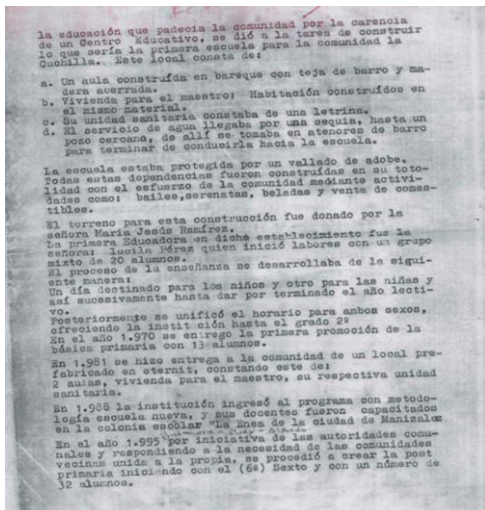 la educación que padecía la comunidad por la carencia
de un Centro Educativo, se dió a la tarea de construir
lo que sería la primera escuela para la comunidad la
Cuchilla. Este local consta de:
a. Un aula construída en bareque con teja de barro y ma-
dera acerrada.
b. Vivienda para el maestro: Habitación construídos en
el mismo material.
c. Su unidad sanitaria constaba de una letrina.
d. El servicio de agua llegaba por una sequia, hasta un
pozo cercano, de allí se tomaba en atenores de barro
para terminar de conducirla hacia la escuela.
La escuela estaba protegida por un vallado de adobe.
Todas estas dependencias fueron construídas en su toto-
lidad con el esfuerzo de la comunidad mediante activi-
dades como: bailes,serenatas, beladas y venta de comes-
tibles.
El terreno para esta construcción fue donado por la
señora Maria Jesús Ramírez.
La primera Educadora en dicho establecimiento fue la
señora: lucila Pérez quien inició labores con un grupo
mixto de 20 alumnos.
El proceso de la enseñanza se desarrollaba de la sigui-
ente manera:
Un día destinado para los niños y otro para las niñas y
así sucesivamente hasta dar por terminado el año lecti-
vo.
Posteriormente se unificó el horario para ambos sexos,
ofreciendo la instit ción hasta el grado 2º
En el año 1.970 se entrego la primera promoción de la
básica primaria con 13 alumnos.
En 1.981 se hizo entrega a la comunidad de un local pre-
fabricado en eternit, constando este de:
2 aulas, vivienda para el maestro, su respectiva unidad
sanitaria.
En 1.988 la institución ingresó al programa con metodo-
logía escuela nueva, y sus docentes fueron capacitados
en la colonia escolar "La Enea de la ciudad de Manizales
En el año 1.995 por iniciativa de las autoridades comu-
nales y respondiendo a la necesidad de las comunidades
vecinas unida a la propia, se procedió a crear la post
primaria iniciando con el (6º) Sexto y con un número de
32 alumnos.